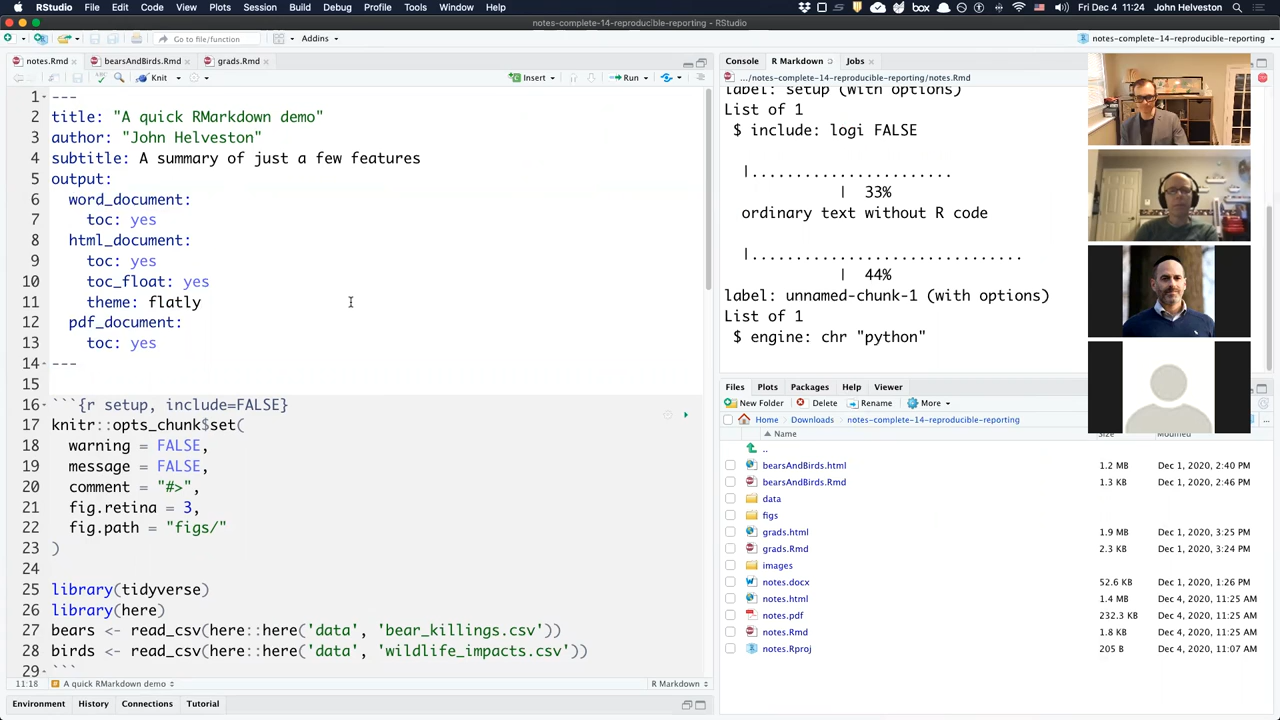 RStudio File Edit Code View Plots Session Build Debug Profile Tools Window Help box Fri Dec 4 11:24 John Helveston
notes-complete-14-reproducible-reporting - RStudio
Go to file/function Addins notes-complete-14-reproducible-reporting
notes.Rmd bearsAndBirds.Rmd grads.Rmd
Knit Insert Run
1 ---
2 title: "A quick RMarkdown demo"
3 author: "John Helveston"
4 subtitle: A summary of just a few features
5 output:
6 word_document:
7 toc: yes
8 html_document:
9 toc: yes
10 toc_float: yes
11 theme: flatly
12 pdf_document:
13 toc: yes
14 ---
15
16 ```{r setup, include=FALSE}
17 knitr::opts_chunk$set(
18 warning = FALSE,
19 message = FALSE,
20 comment = "#>",
21 fig.retina = 3,
22 fig.path = "figs/"
23 )
24
25 library(tidyverse)
26 library(here)
27 bears <- read_csv(here::here('data', 'bear_killings.csv'))
28 birds <- read_csv(here::here('data', 'wildlife_impacts.csv'))
29 ```
11:18 A quick RMarkdown demo R Markdown
Environment History Connections Tutorial
Console R Markdown Jobs
.../notes-complete-14-reproducible-reporting/notes.Rmd
label: setup (with options)
List of 1
$ include: logi FALSE
|.......................
| 33%
ordinary text without R code
|...............................
| 44%
label: unnamed-chunk-1 (with options)
List of 1
$ engine: chr "python"
Files Plots Packages Help Viewer
New Folder Delete Rename More
Home Downloads notes-complete-14-reproducible-reporting
Name Size Modified
..
bearsAndBirds.html 1.2 MB Dec 1, 2020, 2:40 PM
bearsAndBirds.Rmd 1.3 KB Dec 1, 2020, 2:46 PM
data
figs
grads.html 1.9 MB Dec 1, 2020, 3:25 PM
grads.Rmd 2.3 KB Dec 1, 2020, 3:24 PM
images
notes.docx 52.6 KB Dec 1, 2020, 1:26 PM
notes.html 1.4 MB Dec 4, 2020, 11:25 AM
notes.pdf 232.3 KB Dec 4, 2020, 11:25 AM
notes.Rmd 1.8 KB Dec 4, 2020, 11:25 AM
notes.Rproj 205 B Dec 4, 2020, 11:07 AM